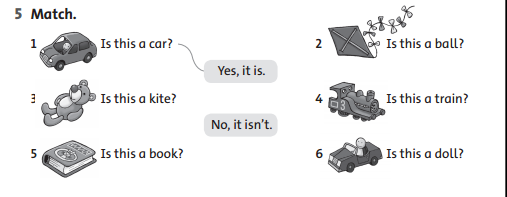 5 Match.
1 Is this a car?
2 Is this a ball?
Yes, it is.
3 Is this a kite?
4 Is this a train?
No, it isn't.
5 Is this a book?
6 Is this a doll?